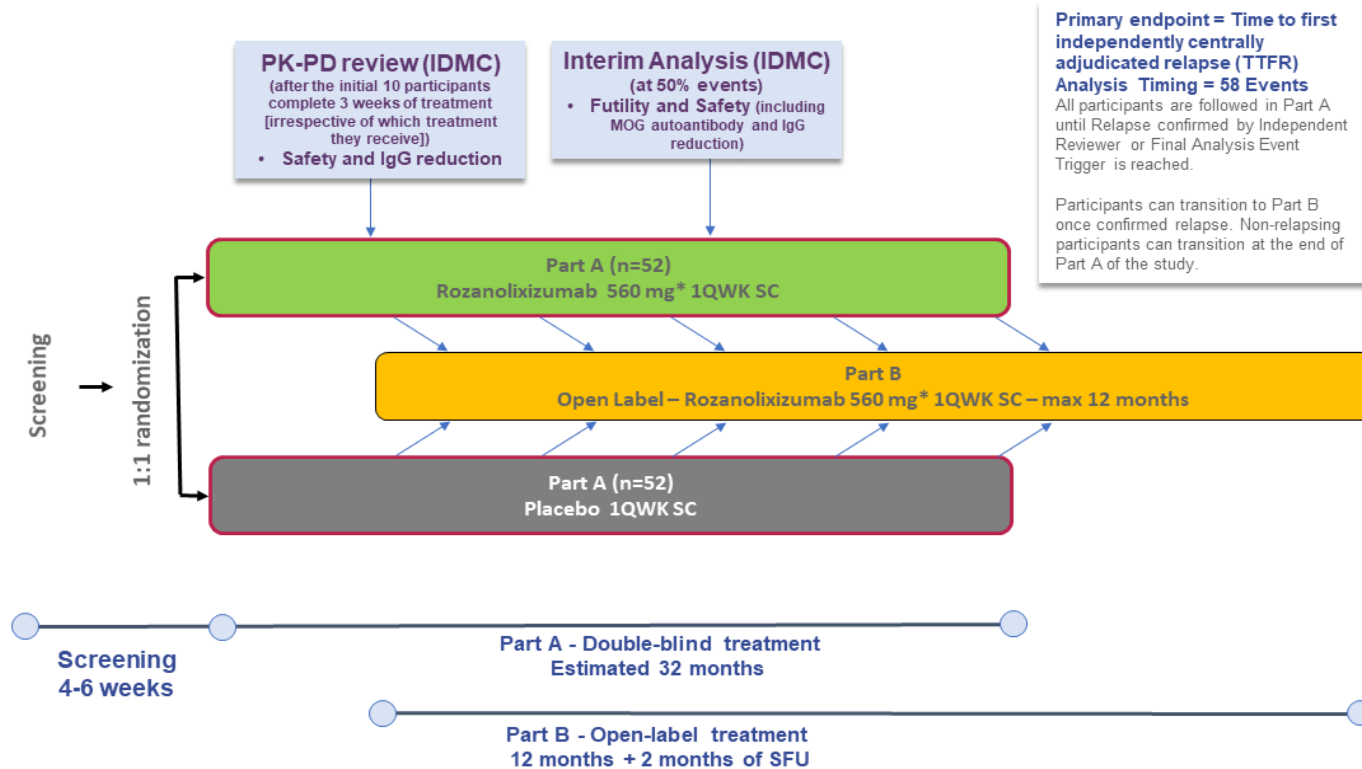 PK-PD review (IDMC)
(after the initial 10 participants
complete 3 weeks of treatment
[irrespective of which treatment
they receive])
• Safety and IgG reduction
Interim Analysis (IDMC)
(at 50% events)
• Futility and Safety (including
MOG autoantibody and IgG
reduction)
Primary endpoint = Time to first
independently centrally
adjudicated relapse (TTFR)
Analysis Timing = 58 Events
All participants are followed in Part A
until Relapse confirmed by Independent
Reviewer or Final Analysis Event
Trigger is reached.
Participants can transition to Part B
once confirmed relapse. Non-relapsing
participants can transition at the end of
Part A of the study.
Screening
1:1 randomization
Part A (n=52)
Rozanolixizumab 560 mg* 1QWK SC
Part B
Open Label – Rozanolixizumab 560 mg* 1QWK SC – max 12 months
Part A (n=52)
Placebo 1QWK SC
Screening
4-6 weeks
Part A - Double-blind treatment
Estimated 32 months
Part B - Open-label treatment
12 months + 2 months of SFU